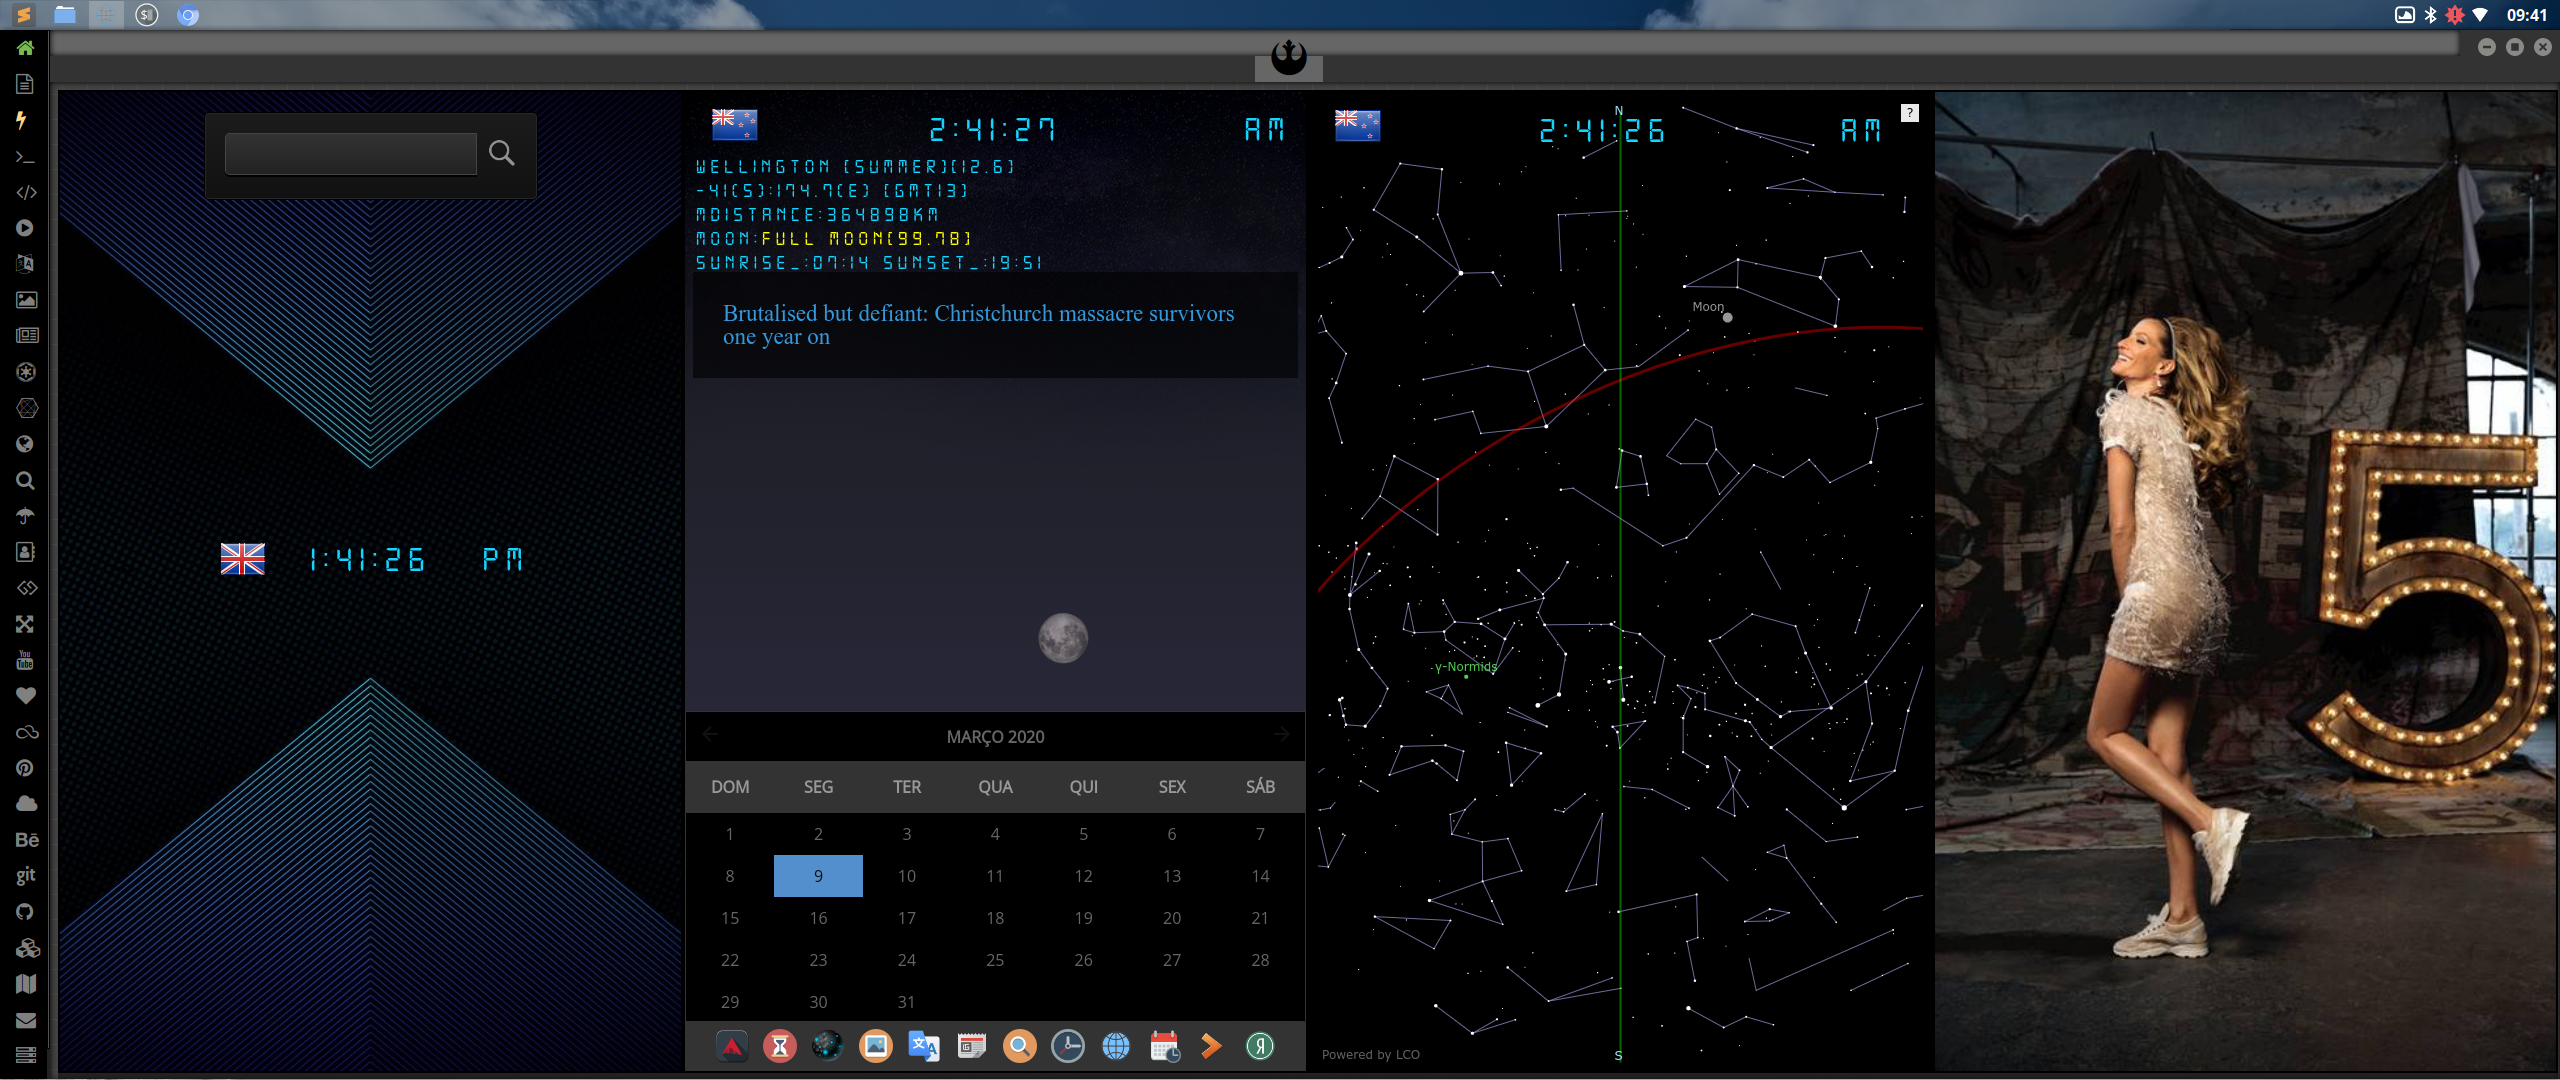 09:41
1:41:26 PM
2:41:27 AM
WELLINGTON [SUMMER][12.6]
-41(S):174.7(E) [GMT13]
MDISTANCE:364898KM
MOON:FULL MOON[99.78]
SUNRISE_:07:14 SUNSET_:19:51
Brutalised but defiant: Christchurch massacre survivors
one year on
MARÇO 2020
DOM SEG TER QUA QUI SEX SÁB
1 2 3 4 5 6 7
8 9 10 11 12 13 14
15 16 17 18 19 20 21
22 23 24 25 26 27 28
29 30 31
N
2:41:26 AM
?
Moon
γ-Normids
S
Powered by LCO
5
You
Tube
Bē
git